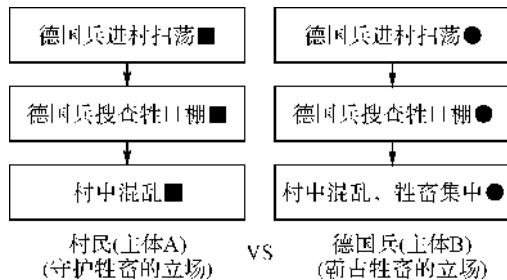 德国兵进村扫荡■
德国兵进村扫荡●
德国兵搜查牲口棚■
德国兵搜查牲口棚●
村中混乱■
村中混乱、牲畜集中●
村民(主体A)
VS
德国兵(主体B)
(守护牲畜的立场)
(霸占牲畜的立场)